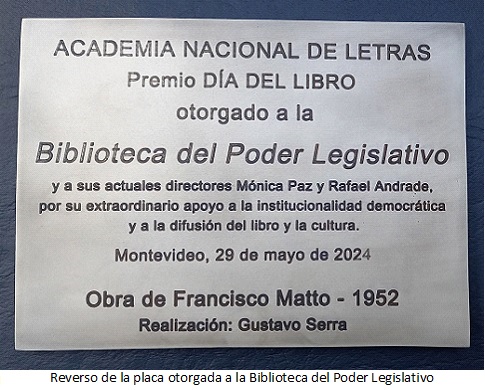 ACADEMIA NACIONAL DE LETRAS
Premio DÍA DEL LIBRO
otorgado a la
Biblioteca del Poder Legislativo
y a sus actuales directores Mónica Paz y Rafael Andrade,
por su extraordinario apoyo a la institucionalidad democrática
y a la difusión del libro y la cultura.
Montevideo, 29 de mayo de 2024
Obra de Francisco Matto - 1952
Realización: Gustavo Serra
Reverso de la placa otorgada a la Biblioteca del Poder Legislativo